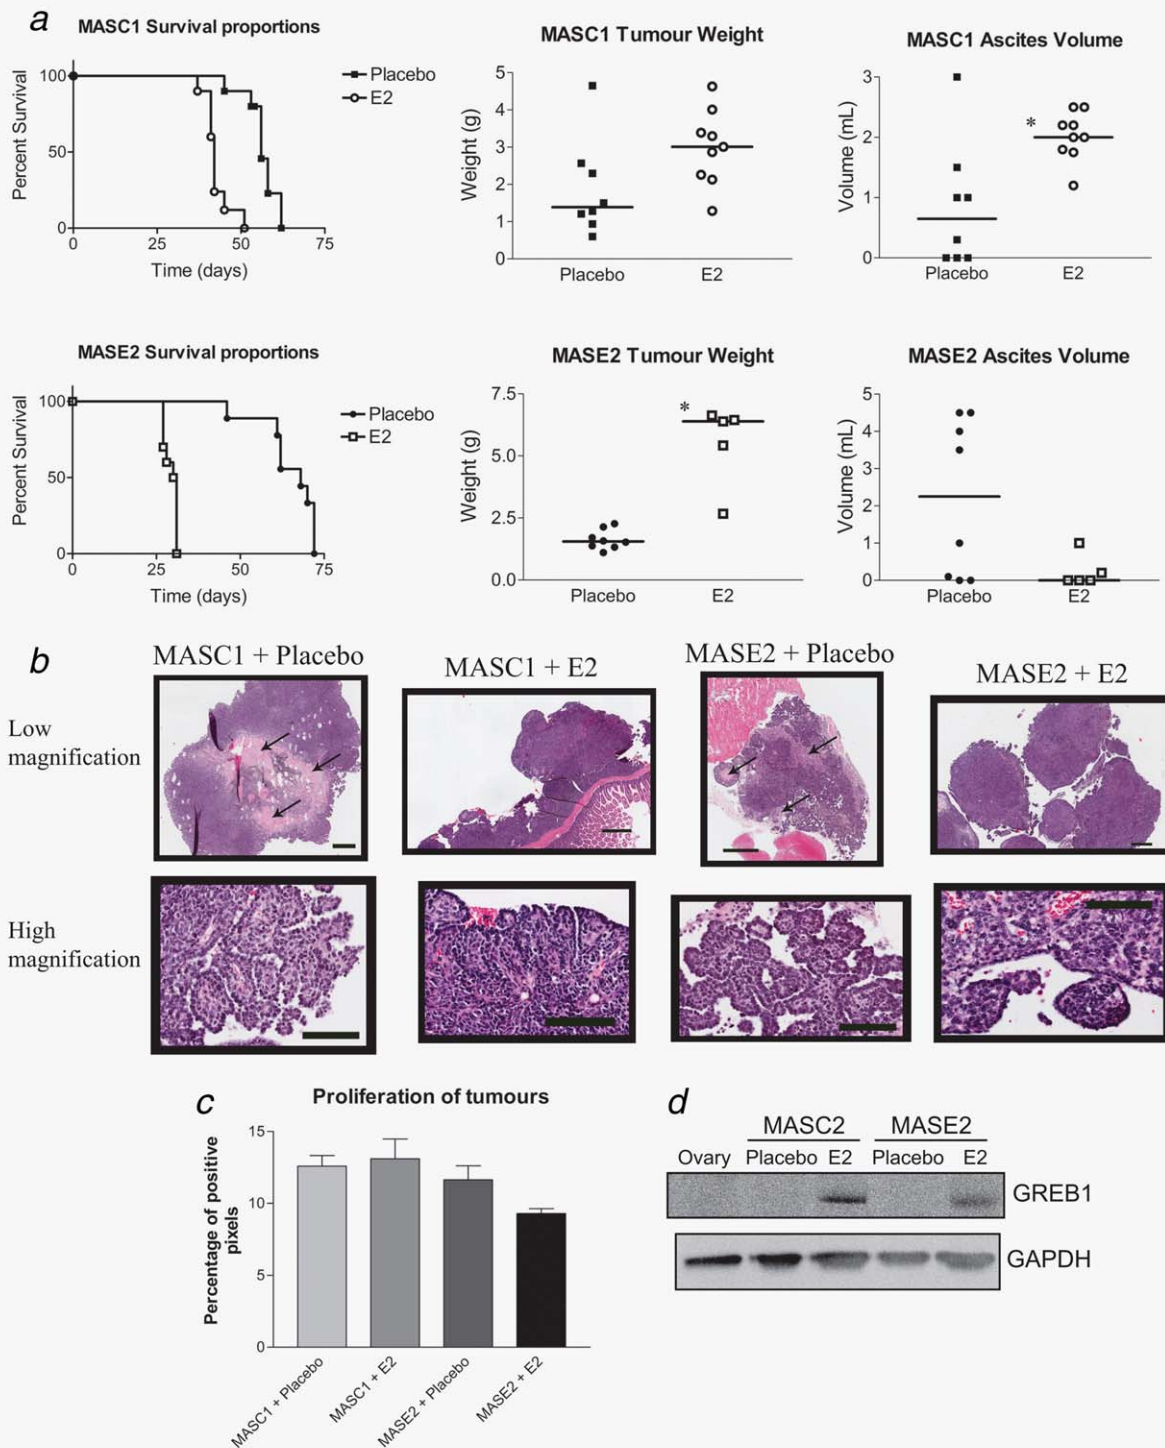 a
MASC1 Survival proportions
Percent Survival
100
50
0
0 25 50 75
Time (days)
Placebo
E2
MASC1 Tumour Weight
Weight (g)
5
4
3
2
1
0
Placebo E2
MASC1 Ascites Volume
Volume (mL)
3
2
1
0
*
Placebo E2
MASE2 Survival proportions
Percent Survival
100
50
0
0 25 50 75
Time (days)
Placebo
E2
MASE2 Tumour Weight
Weight (g)
7.5
5.0
2.5
0.0
*
Placebo E2
MASE2 Ascites Volume
Volume (mL)
5
4
3
2
1
0
Placebo E2
b
MASC1 + Placebo
MASC1 + E2
MASE2 + Placebo
MASE2 + E2
Low
magnification
High
magnification
c
Proliferation of tumours
Percentage of positive
pixels
15
10
5
0
MASC1 + Placebo
MASC1 + E2
MASE2 + Placebo
MASE2 + E2
d
MASC2 MASE2
Ovary Placebo E2 Placebo E2
GREB1
GAPDH